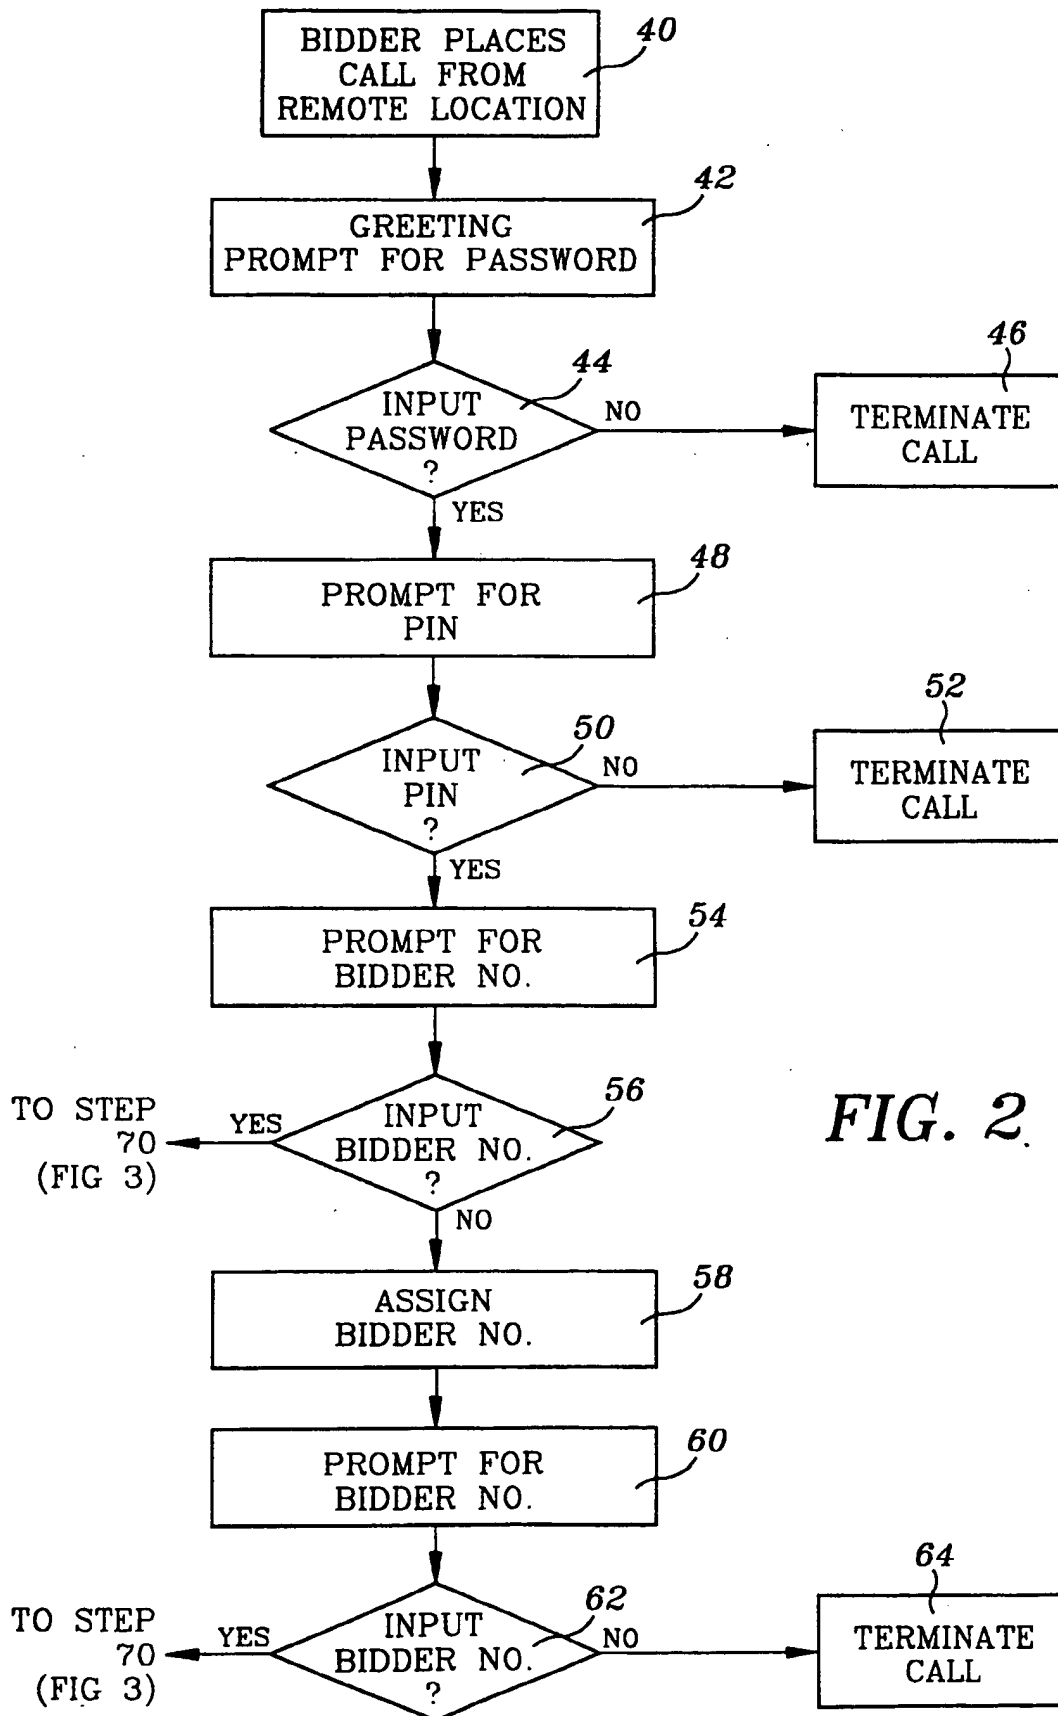 BIDDER PLACES
CALL FROM
REMOTE LOCATION
40
GREETING
PROMPT FOR PASSWORD
42
INPUT
PASSWORD
?
44
NO
TERMINATE
CALL
46
YES
PROMPT FOR
PIN
48
INPUT
PIN
?
50
NO
TERMINATE
CALL
52
YES
PROMPT FOR
BIDDER NO.
54
INPUT
BIDDER NO.
?
56
YES
TO STEP
70
(FIG 3)
FIG. 2
NO
ASSIGN
BIDDER NO.
58
PROMPT FOR
BIDDER NO.
60
INPUT
BIDDER NO.
?
62
YES
TO STEP
70
(FIG 3)
NO
TERMINATE
CALL
64